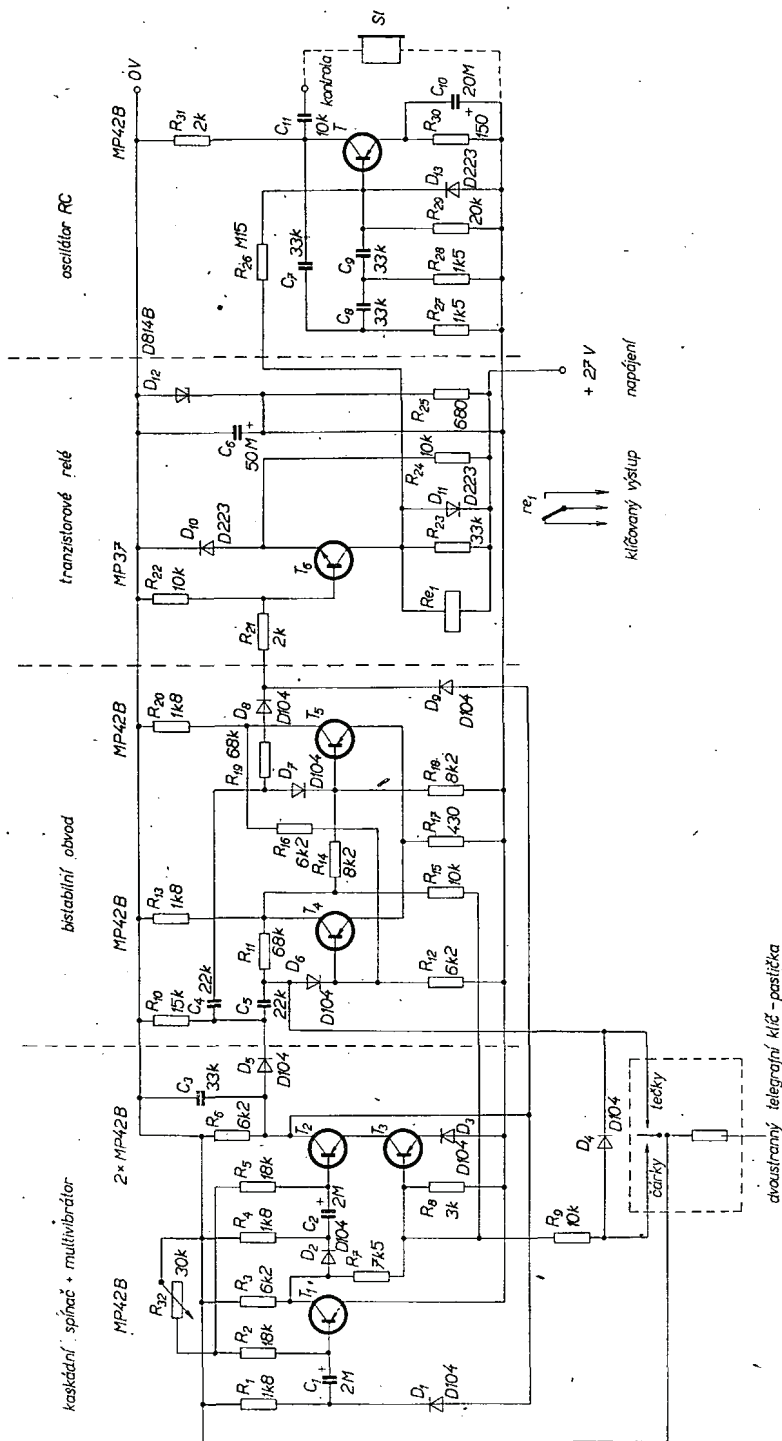 kaskádní spínač + multivibrátor
bistabilní obvod
tranzistorové relé
oscilátor RC
MP42B
2× MP42B
MP42B
MP42B
MP37
D814B
MP42B
0V
R32
30k
R1
1k8
R2
18k
R3
6k2
R4
1k8
R5
18k
R6
6k2
C3
33k
C1
2M
T1
D2
D104
C2
2M
T2
R7
7k5
T3
R8
3k
D3
D104
D1
D104
D5
D104
R10
15k
C4
22k
C5
22k
R13
1k8
R11
68k
D6
D104
T4
R12
6k2
R16
6k2
R14
8k2
R15
10k
R17
430
R18
8k2
R19
68k
D7
D104
D8
D104
R20
1k8
T5
D9
D104
R21
2k
R22
10k
D10
D223
T6
Re1
R23
33k
D11
D223
R24
10k
C6
50M
D12
R25
680
R26
M15
C7
33k
C8
33k
C9
33k
R27
1k5
R28
1k5
R29
20k
D13
D223
R30
150
C10
20M
T
R31
2k
C11
10k
kontrola
Sl
R9
10k
D4
D104
čárky
tečky
dvoustranný telegrafní klíč - pastička
re1
klíčovaný výstup
+ 27 V
napájení